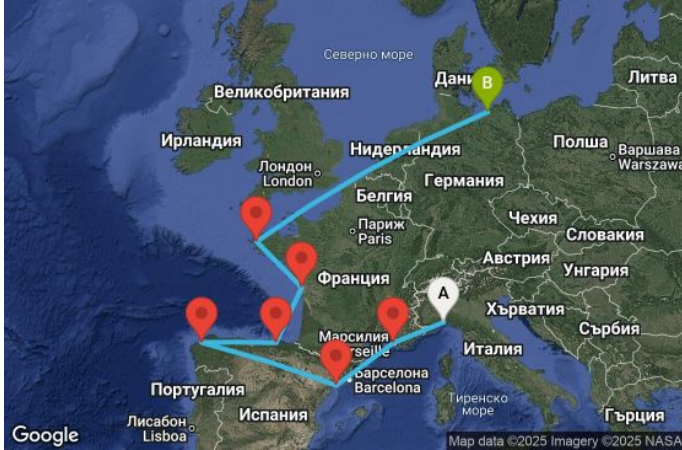 Северно море
Дани
B
Литва
Великобритания
Ирландия
Нидерландия
Полша
Варшава
Warszawa
Лондон
London
Германия
Белгия
Париж
Paris
Чехия
Словакия
Австрия
Унгария
Франция
A
Хърватия
Марсилия
Сърбия
Италия
Барселона
Barcelona
Португалия
Тиренско
море
Испания
Лисабон
Lisboa
Гърция
Google
Map data ©2025 Imagery ©2025 NASA